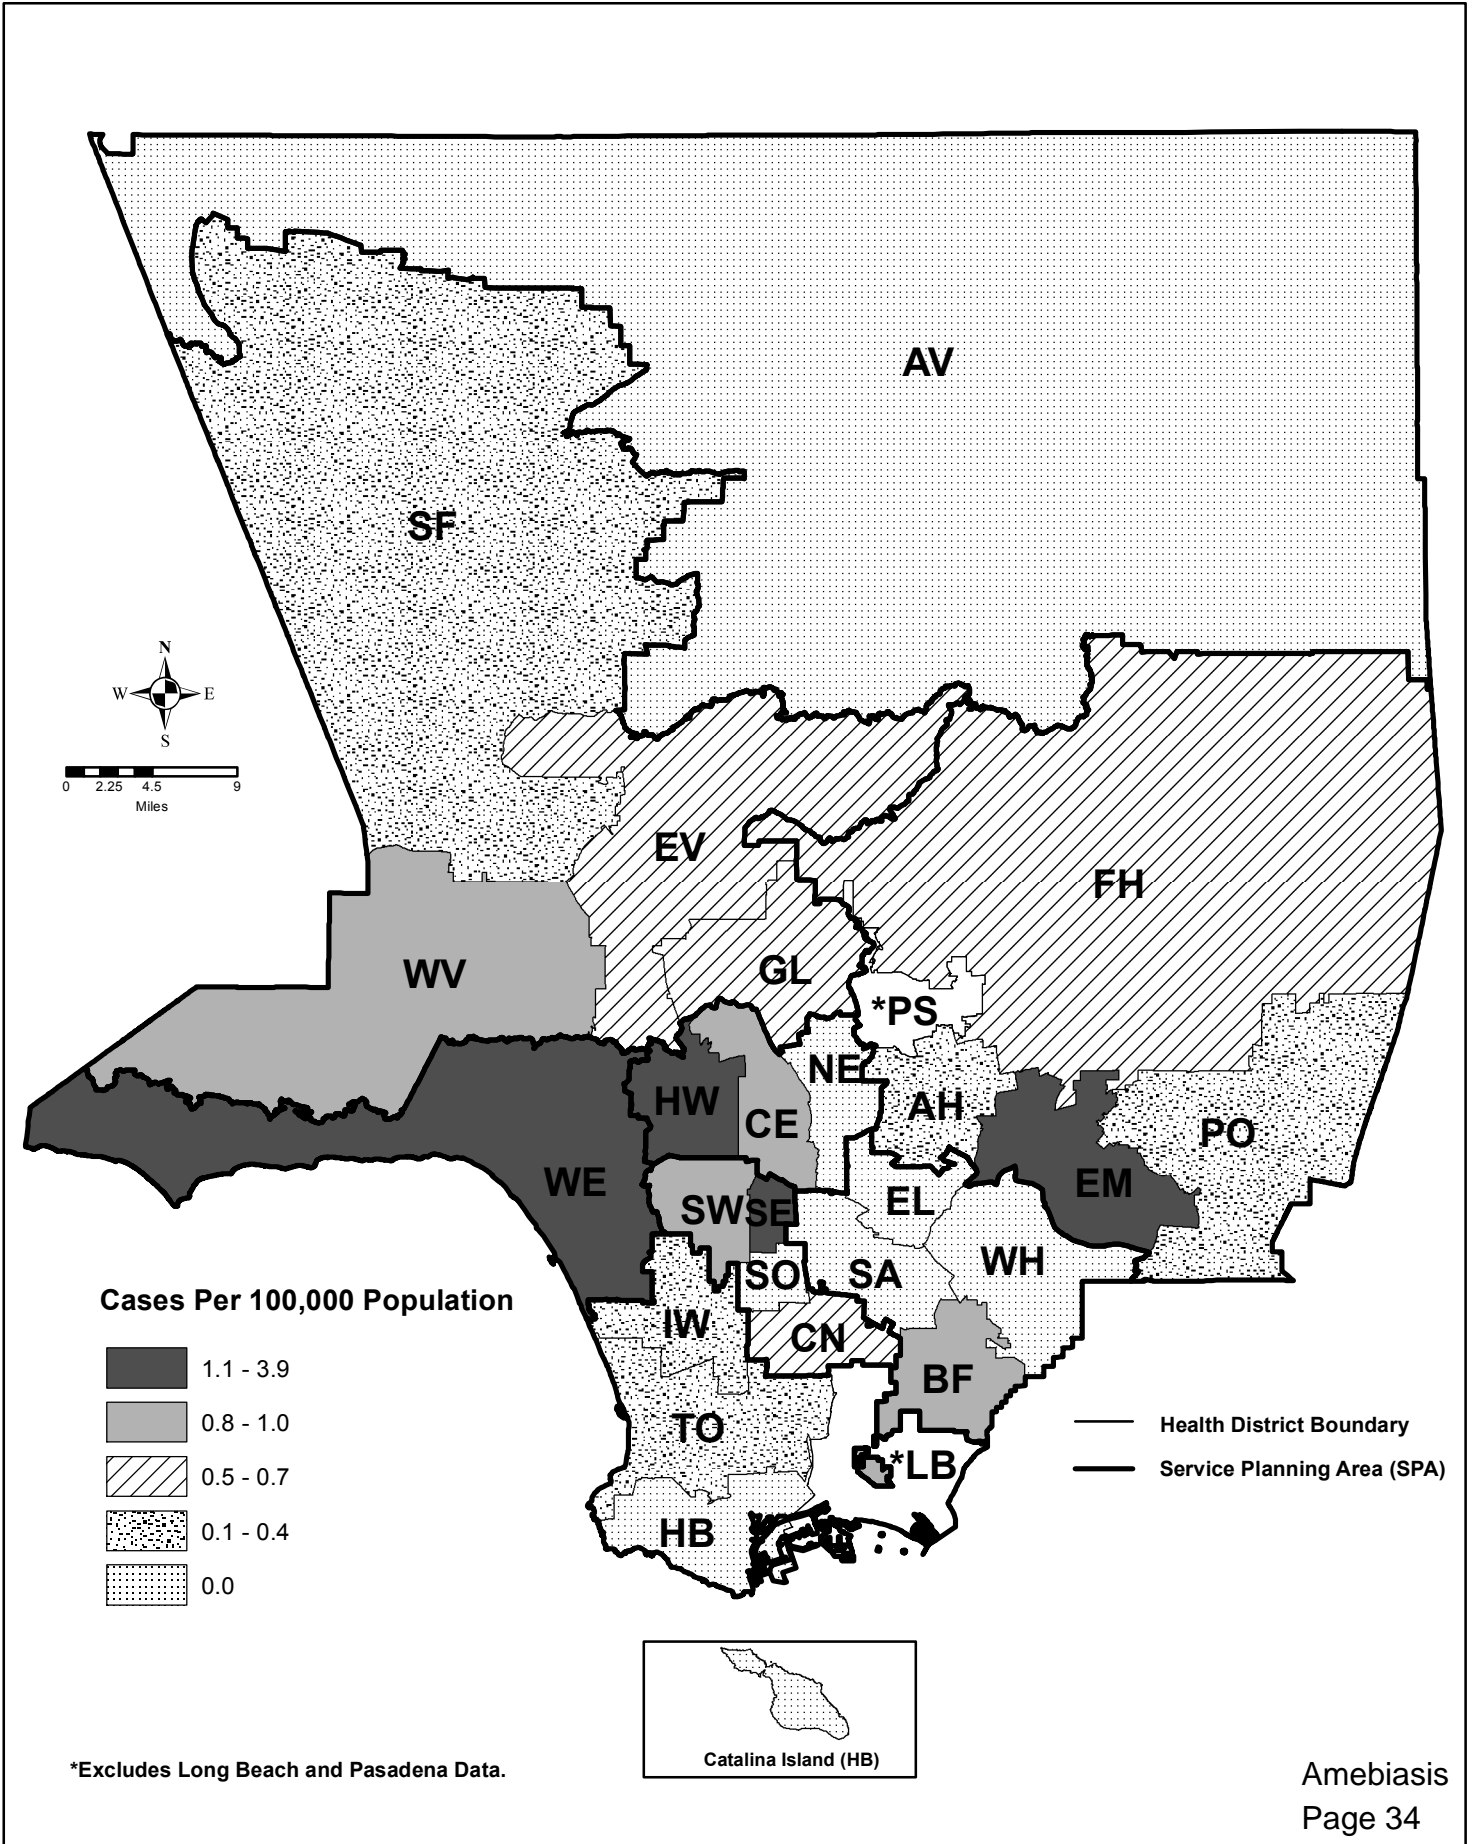 AV
SF
N
W E
S
0 2.25 4.5 9
Miles
EV
FH
WV
GL
*PS
NE
HW
AH
CE
PO
WE
EM
SW
SE
EL
WH
SO
SA
Cases Per 100,000 Population
IW
CN
1.1 - 3.9
BF
0.8 - 1.0
Health District Boundary
TO
*LB
Service Planning Area (SPA)
0.5 - 0.7
0.1 - 0.4
HB
0.0
Catalina Island (HB)
*Excludes Long Beach and Pasadena Data.
Amebiasis
Page 34